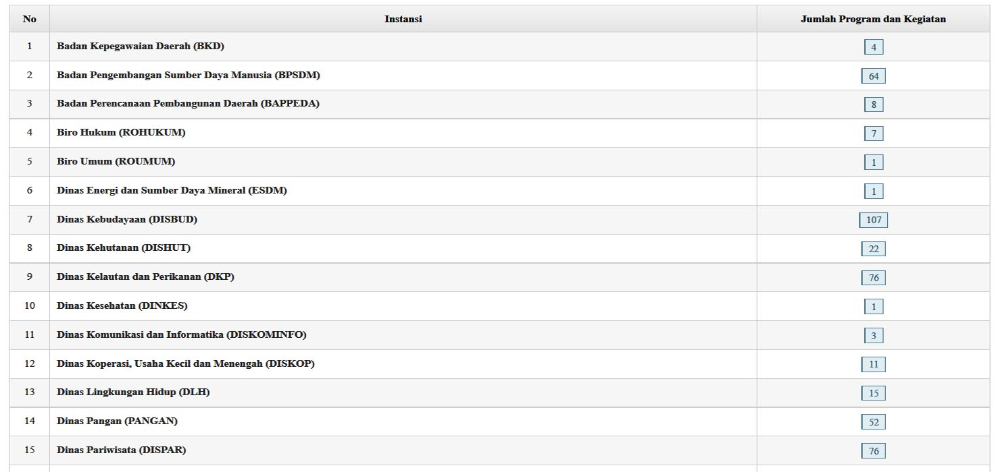 No Instansi Jumlah Program dan Kegiatan
1 Badan Kepegawaian Daerah (BKD) 4
2 Badan Pengembangan Sumber Daya Manusia (BPSDM) 64
3 Badan Perencanaan Pembangunan Daerah (BAPPEDA) 8
4 Biro Hukum (ROHUKUM) 7
5 Biro Umum (ROUMUM) 1
6 Dinas Energi dan Sumber Daya Mineral (ESDM) 1
7 Dinas Kebudayaan (DISBUD) 107
8 Dinas Kehutanan (DISHUT) 22
9 Dinas Kelautan dan Perikanan (DKP) 76
10 Dinas Kesehatan (DINKES) 1
11 Dinas Komunikasi dan Informatika (DISKOMINFO) 3
12 Dinas Koperasi, Usaha Kecil dan Menengah (DISKOP) 11
13 Dinas Lingkungan Hidup (DLH) 15
14 Dinas Pangan (PANGAN) 52
15 Dinas Pariwisata (DISPAR) 76